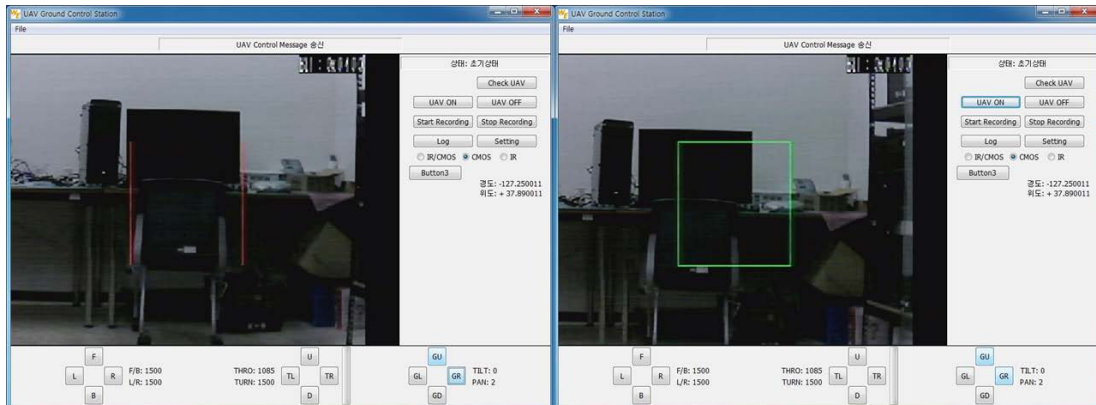 UAV Ground Control Station
File
UAV Control Message 송신
상태: 초기상태
Check UAV
UAV ON UAV OFF
Start Recording Stop Recording
Log Setting
IR/CMOS CMOS IR
Button3
경도: -127.250011
위도: + 37.890011
F
L R
B
F/B: 1500
L/R: 1500
THRO: 1085
TURN: 1500
U
TL TR
D
GU
GL GR
GD
TILT: 0
PAN: 2
UAV Ground Control Station
File
UAV Control Message 송신
상태: 초기상태
Check UAV
UAV ON UAV OFF
Start Recording Stop Recording
Log Setting
IR/CMOS CMOS IR
Button3
경도: -127.250011
위도: + 37.890011
F
L R
B
F/B: 1500
L/R: 1500
THRO: 1085
TURN: 1500
U
TL TR
D
GU
GL GR
GD
TILT: 0
PAN: 2